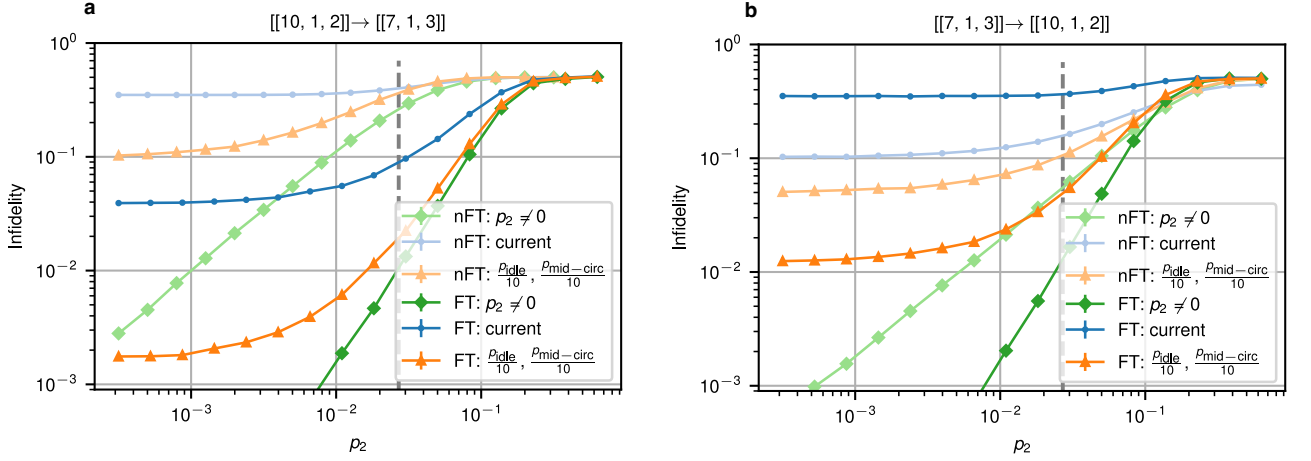 a
[[10, 1, 2]]→ [[7, 1, 3]]
Infidelity
10^0
10^-1
10^-2
10^-3
nFT: p_2 ≠ 0
nFT: current
nFT: p_idle/10, p_mid−circ/10
FT: p_2 ≠ 0
FT: current
FT: p_idle/10, p_mid−circ/10
10^-3
10^-2
10^-1
p_2
b
[[7, 1, 3]]→ [[10, 1, 2]]
Infidelity
10^0
10^-1
10^-2
10^-3
nFT: p_2 ≠ 0
nFT: current
nFT: p_idle/10, p_mid−circ/10
FT: p_2 ≠ 0
FT: current
FT: p_idle/10, p_mid−circ/10
10^-3
10^-2
10^-1
p_2